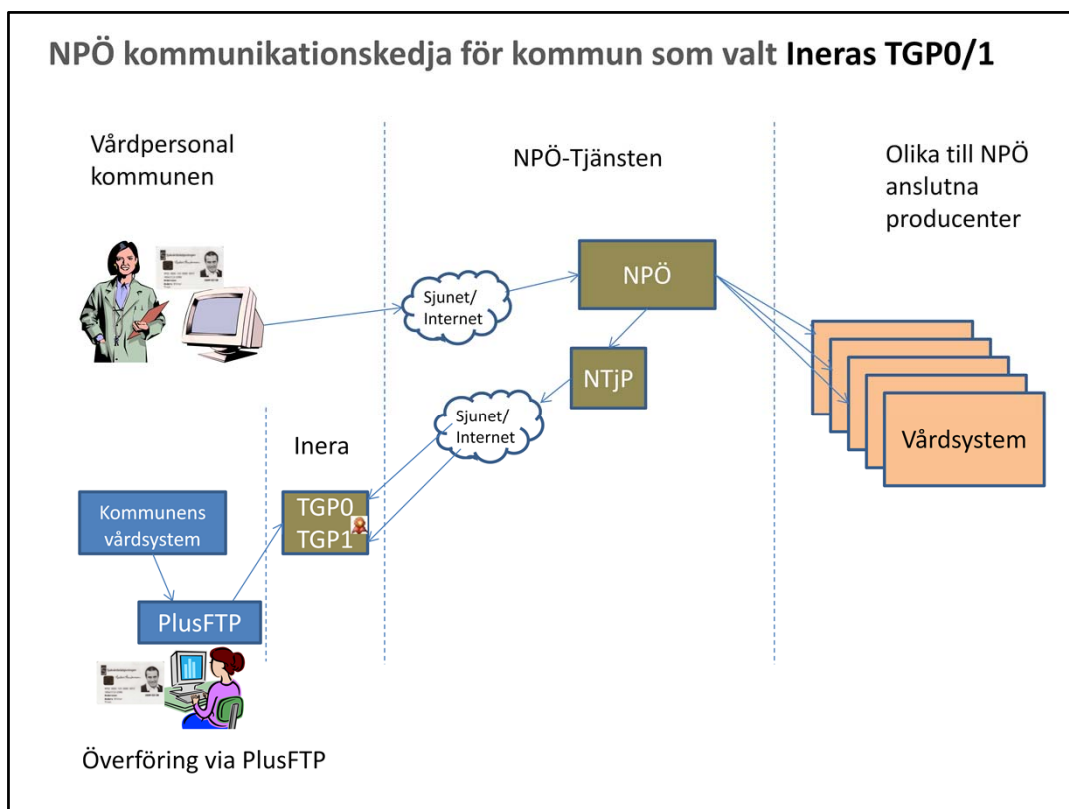 NPÖ kommunikationskedja för kommun som valt Ineras TGP0/1
Vårdpersonal
kommunen
NPÖ-Tjänsten
Olika till NPÖ
anslutna
producenter
Sjunet/
Internet
NPÖ
NTjP
Sjunet/
Internet
Vårdsystem
Inera
Kommunens
vårdsystem
TGP0
TGP1
PlusFTP
Överföring via PlusFTP